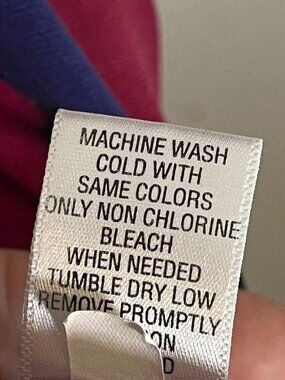 MACHINE WASH
COLD WITH
SAME COLORS
ONLY NON CHLORINE
BLEACH
WHEN NEEDED
TUMBLE DRY LOW
REMOVE PROMPTLY